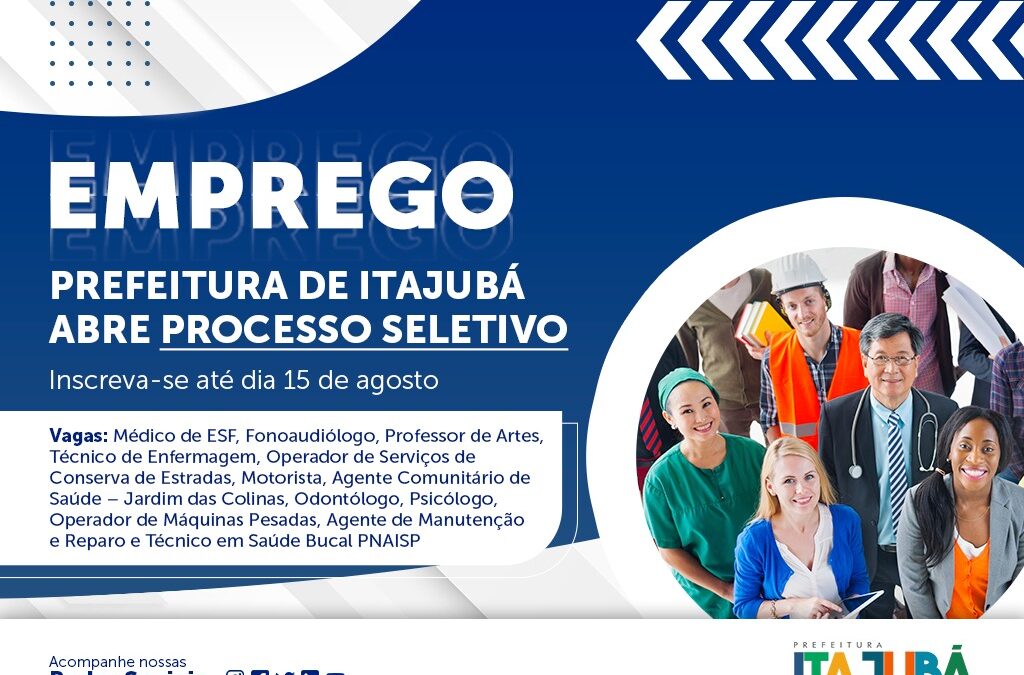 EMPREGO
PREFEITURA DE ITAJUBÁ
ABRE PROCESSO SELETIVO
Inscreva-se até dia 15 de agosto
Vagas: Médico de ESF, Fonoaudiólogo, Professor de Artes,
Técnico de Enfermagem, Operador de Serviços de
Conserva de Estradas, Motorista, Agente Comunitário de
Saúde – Jardim das Colinas, Odontólogo, Psicólogo,
Operador de Máquinas Pesadas, Agente de Manutenção
e Reparo e Técnico em Saúde Bucal PNAISP
Acompanhe nossas
Redes Sociais
PREFEITURA
ITAJUBÁ